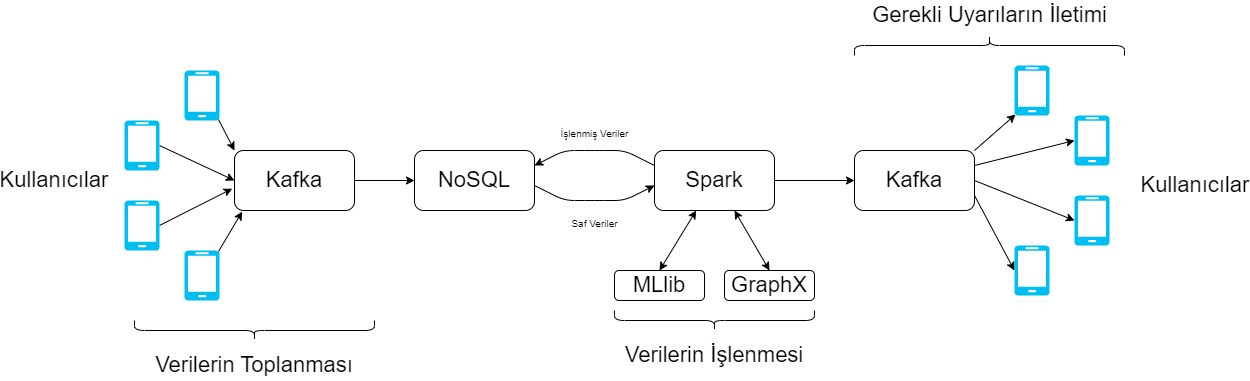 Gerekli Uyarıların İletimi
Kullanıcılar
Kafka
NoSQL
İşlenmiş Veriler
Saf Veriler
Spark
Kafka
Kullanıcılar
MLlib
GraphX
Verilerin Toplanması
Verilerin İşlenmesi